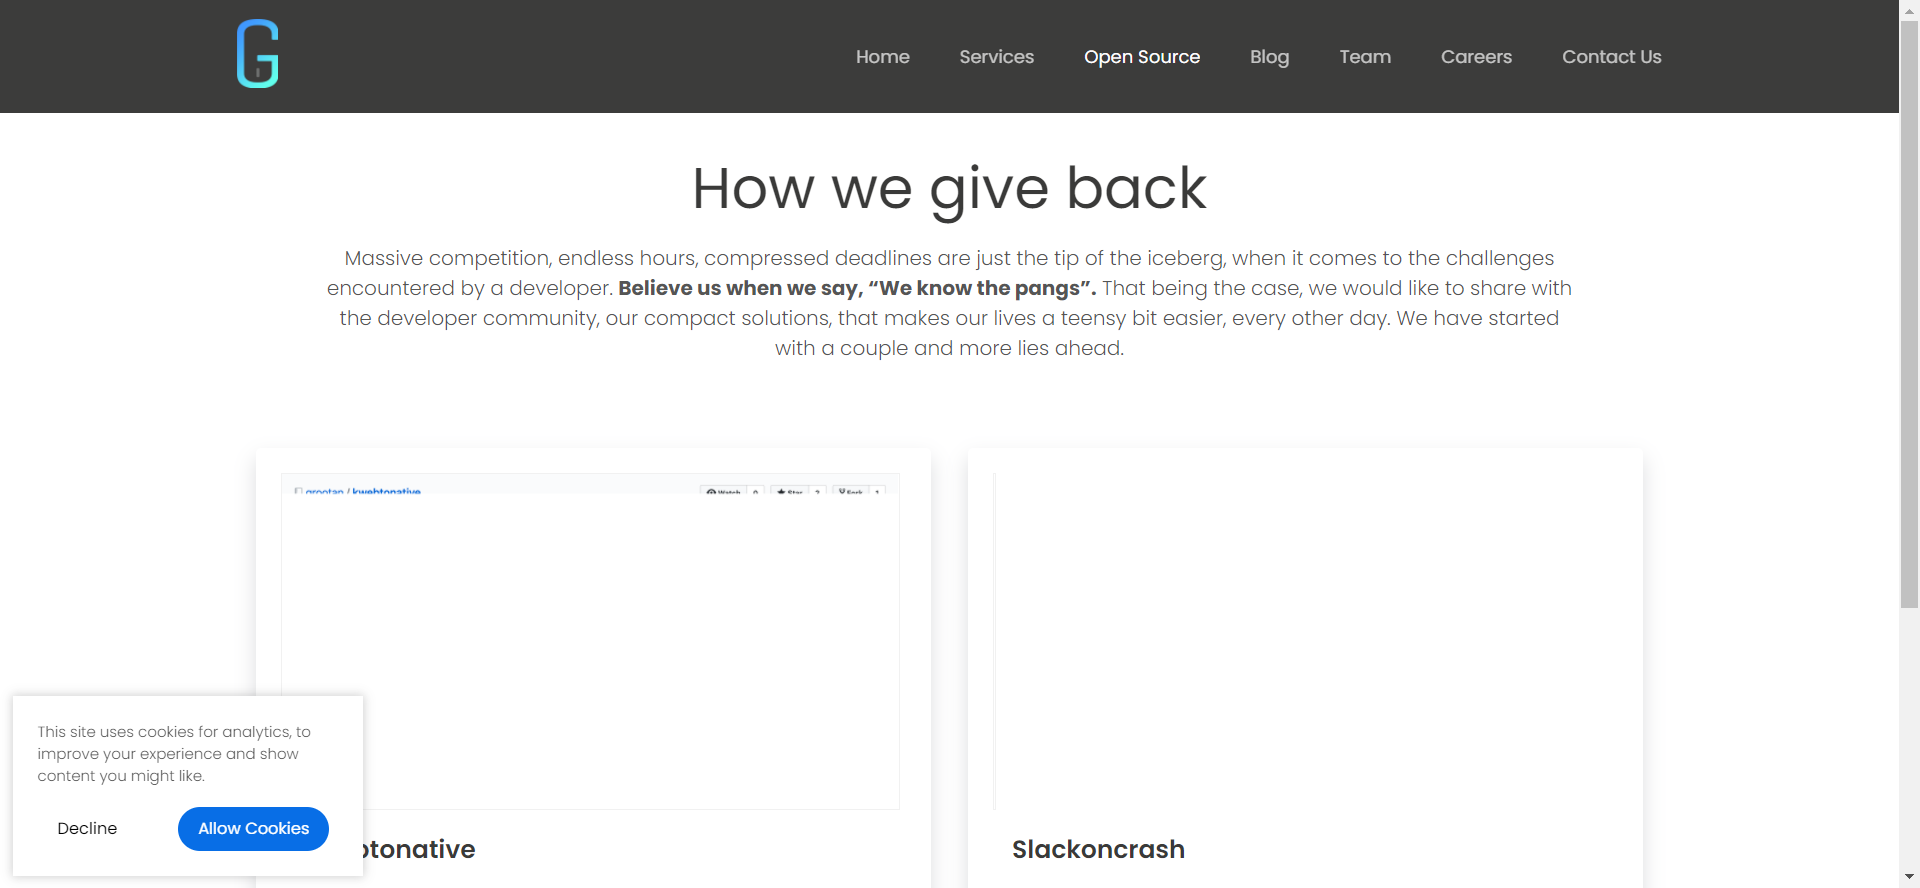 G
Home Services Open Source Blog Team Careers Contact Us
How we give back
Massive competition, endless hours, compressed deadlines are just the tip of the iceberg, when it comes to the challenges
encountered by a developer. Believe us when we say, “We know the pangs”. That being the case, we would like to share with
the developer community, our compact solutions, that makes our lives a teensy bit easier, every other day. We have started
with a couple and more lies ahead.
grootan / kwebtonative Watch 0 Star 2 Fork 1
This site uses cookies for analytics, to
improve your experience and show
content you might like.
Decline Allow Cookies
tonative
Slackoncrash